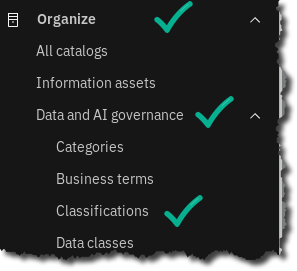 Organize
All catalogs
Information assets
Data and AI governance
Categories
Business terms
Classifications
Data classes